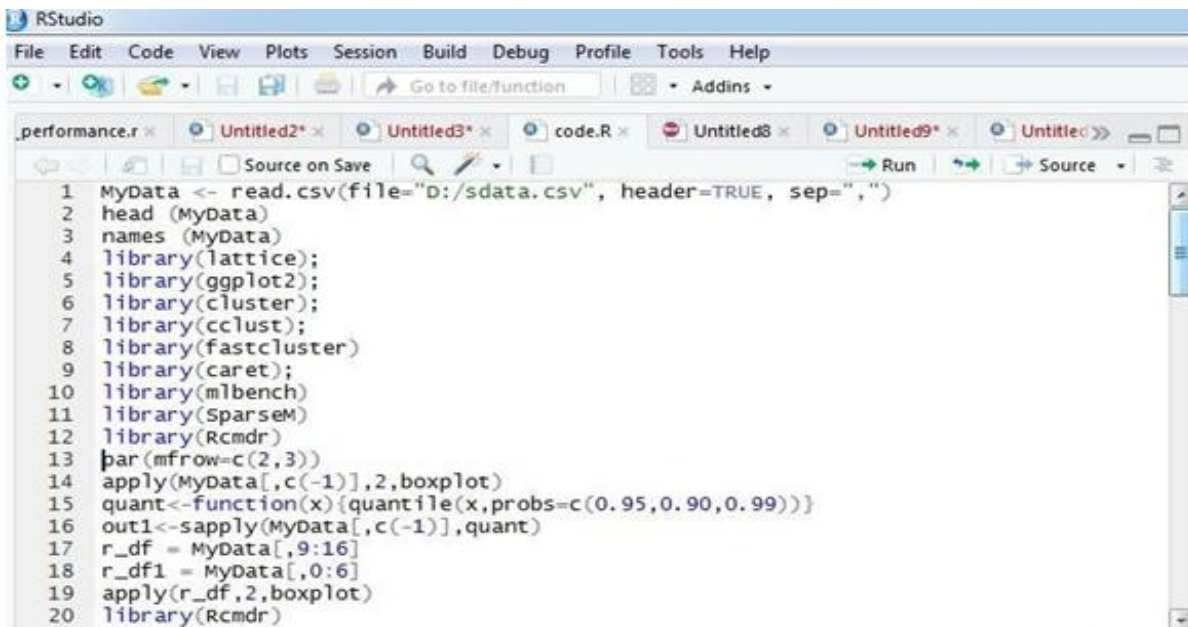 RStudio
File Edit Code View Plots Session Build Debug Profile Tools Help
Go to file/function Addins
_performance.r Untitled2* Untitled3* code.R Untitled8 Untitled9* Untitled
Source on Save Run Source
1 MyData <- read.csv(file="D:/sdata.csv", header=TRUE, sep=",")
2 head (MyData)
3 names (MyData)
4 library(lattice);
5 library(ggplot2);
6 library(cluster);
7 library(cclust);
8 library(fastcluster)
9 library(caret);
10 library(mlbench)
11 library(SparseM)
12 library(Rcmdr)
13 par(mfrow=c(2,3))
14 apply(MyData[,c(-1)],2,boxplot)
15 quant<-function(x){quantile(x,probs=c(0.95,0.90,0.99))}
16 out1<-sapply(MyData[,c(-1)],quant)
17 r_df = MyData[,9:16]
18 r_df1 = MyData[,0:6]
19 apply(r_df,2,boxplot)
20 library(Rcmdr)